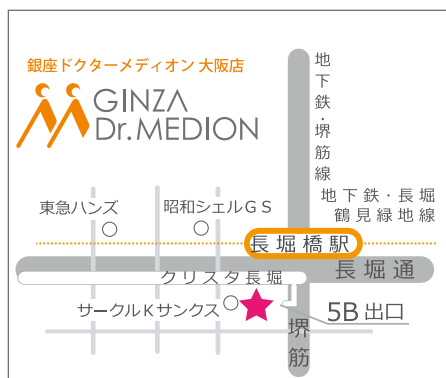 銀座ドクターメディオン 大阪店
GINZA
Dr.MEDION
地下鉄・堺筋線
地下鉄・長堀
鶴見緑地線
東急ハンズ
昭和シェルGS
長堀橋駅
長堀通
クリスタ長堀
サークルKサンクス
5B出口
堺筋